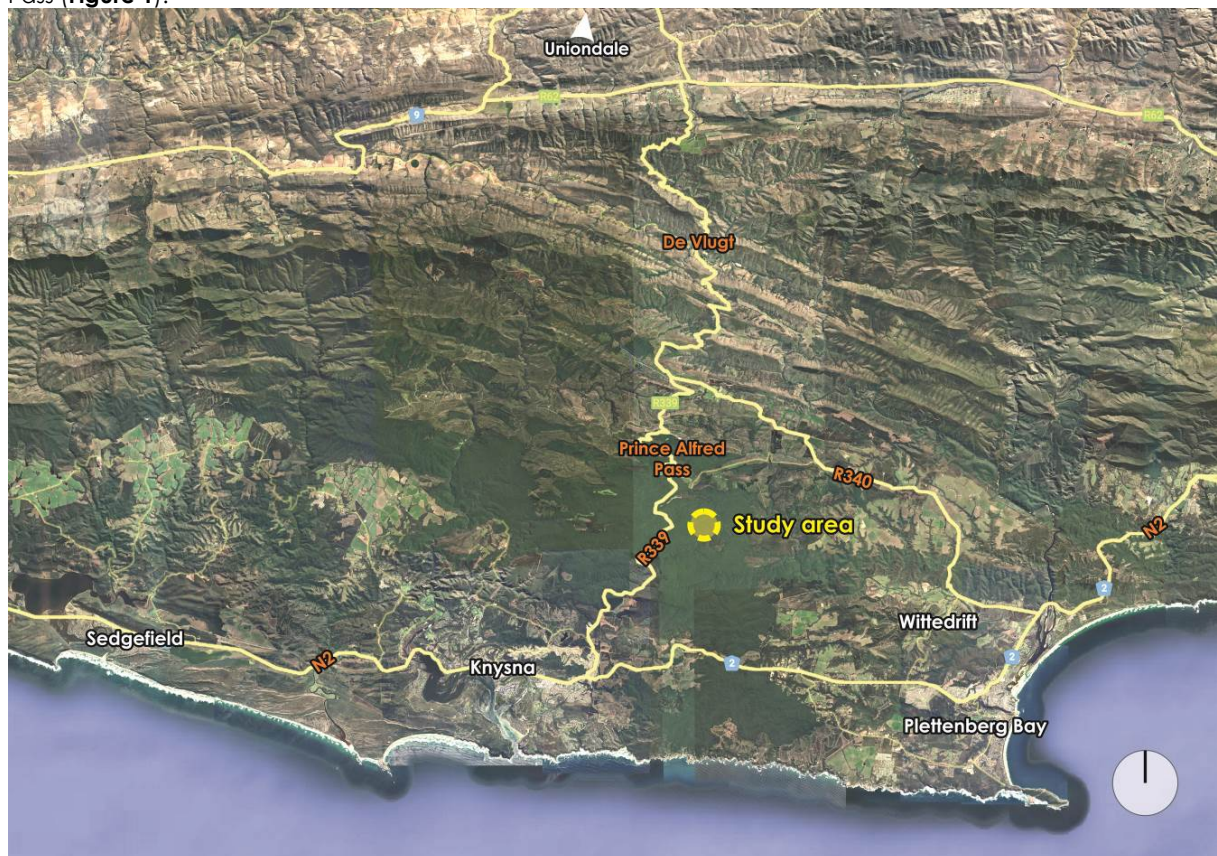 Pass (Figure 1).
Uniondale
R62
9
R62
De Vlugt
R339
Prince Alfred
Pass
R340
Study area
R339
N2
2
Wittedrift
Sedgefield
N2
Knysna
2
2
Plettenberg Bay